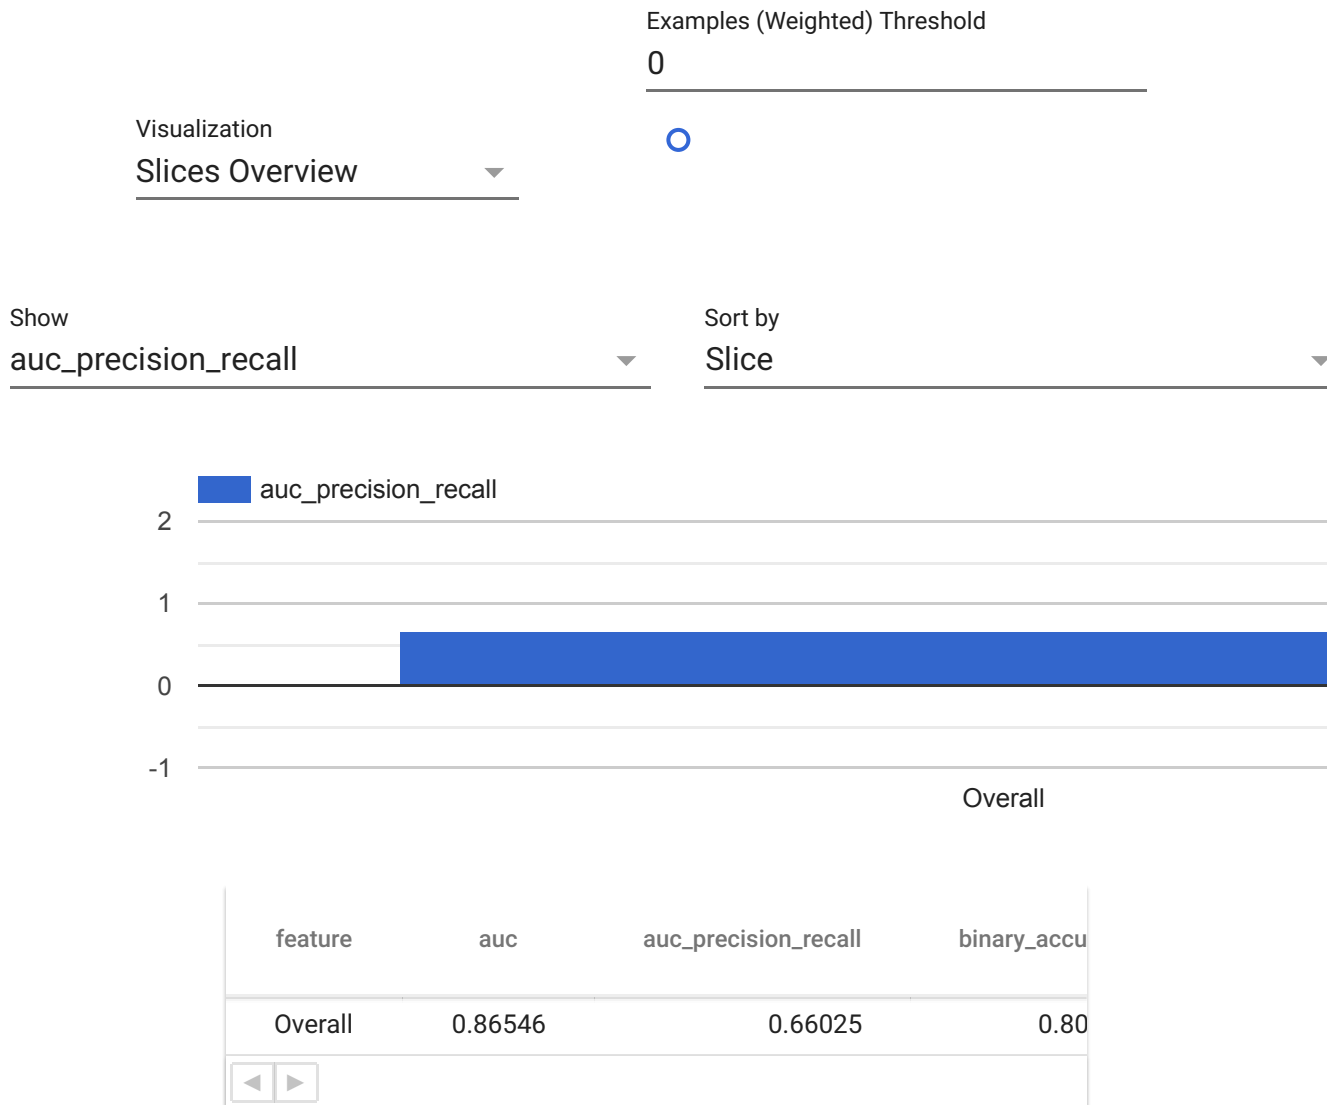 Examples (Weighted) Threshold
0
Visualization
Slices Overview
Show
auc_precision_recall
Sort by
Slice
auc_precision_recall
2
1
0
-1
Overall
feature auc auc_precision_recall binary_accu
Overall 0.86546 0.66025 0.80